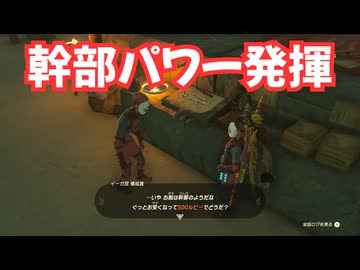 幹部パワー発揮
イーガ団 構成員
…いや お前は幹部のようだな
ぐっとお安くなって500ルピーでどうだ？
会話ログを見る